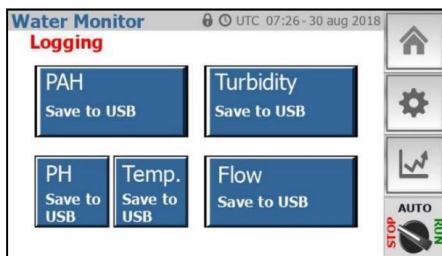 Water Monitor UTC 07:26-30 aug 2018
Logging
PAH
Save to USB
Turbidity
Save to USB
PH
Save to
USB
Temp.
Save to
USB
Flow
Save to USB
AUTO
STOP
RUN